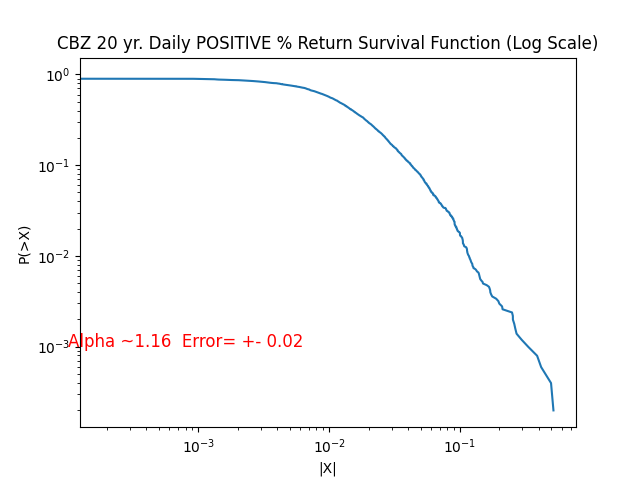 CBZ 20 yr. Daily POSITIVE % Return Survival Function (Log Scale)
10⁰
10⁻¹
P(>X)
10⁻²
10⁻³
Alpha ~1.16  Error= +- 0.02
10⁻³ 10⁻² 10⁻¹
|X|